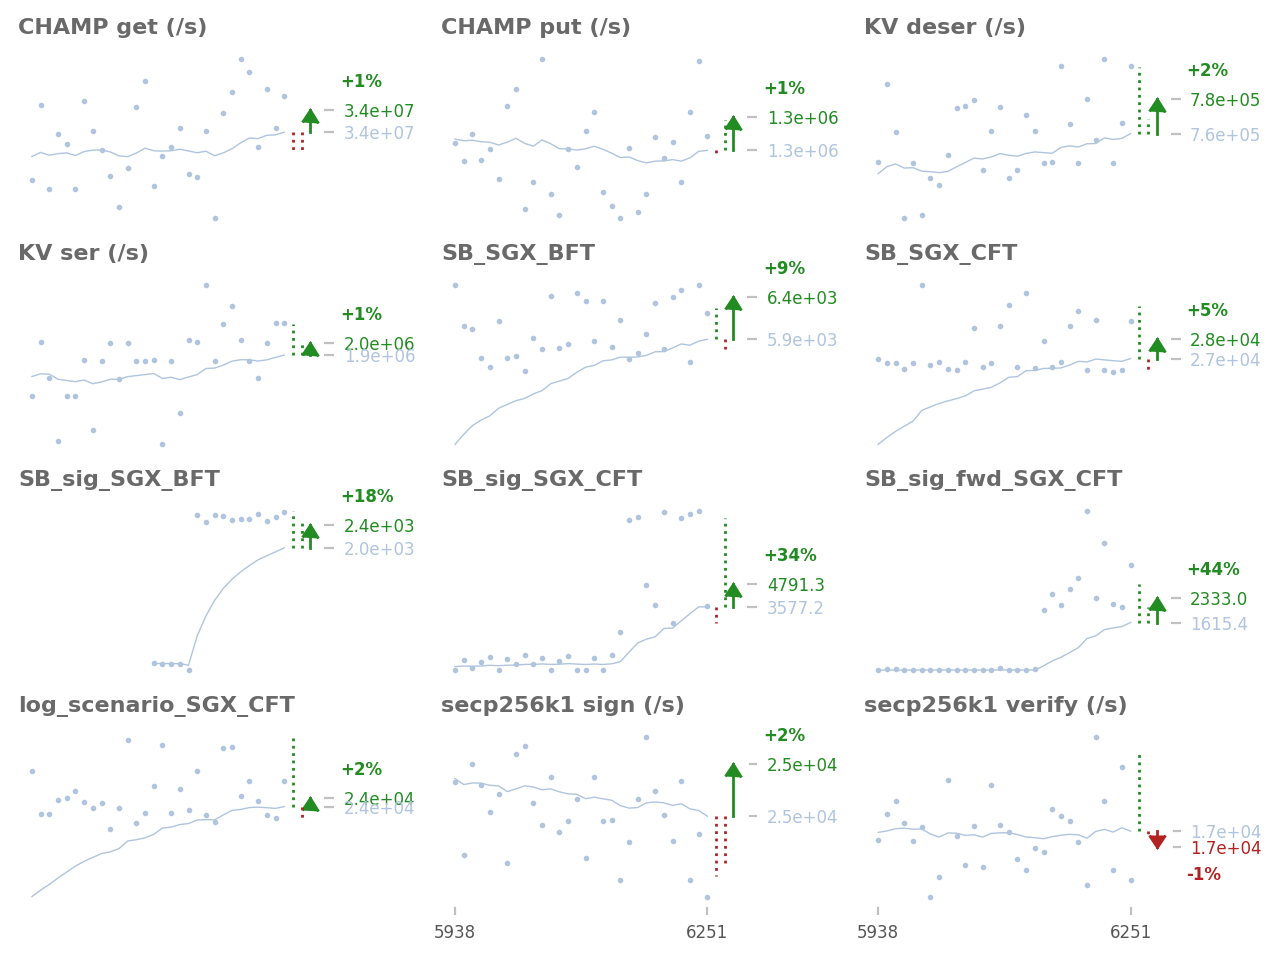 CHAMP get (/s)
+1%
3.4e+07
3.4e+07
CHAMP put (/s)
+1%
1.3e+06
1.3e+06
KV deser (/s)
+2%
7.8e+05
7.6e+05
KV ser (/s)
+1%
2.0e+06
1.9e+06
SB_SGX_BFT
+9%
6.4e+03
5.9e+03
SB_SGX_CFT
+5%
2.8e+04
2.7e+04
SB_sig_SGX_BFT
+18%
2.4e+03
2.0e+03
SB_sig_SGX_CFT
+34%
4791.3
3577.2
SB_sig_fwd_SGX_CFT
+44%
2333.0
1615.4
log_scenario_SGX_CFT
+2%
2.4e+04
2.4e+04
secp256k1 sign (/s)
+2%
2.5e+04
2.5e+04
5938
6251
secp256k1 verify (/s)
1.7e+04
1.7e+04
-1%
5938
6251